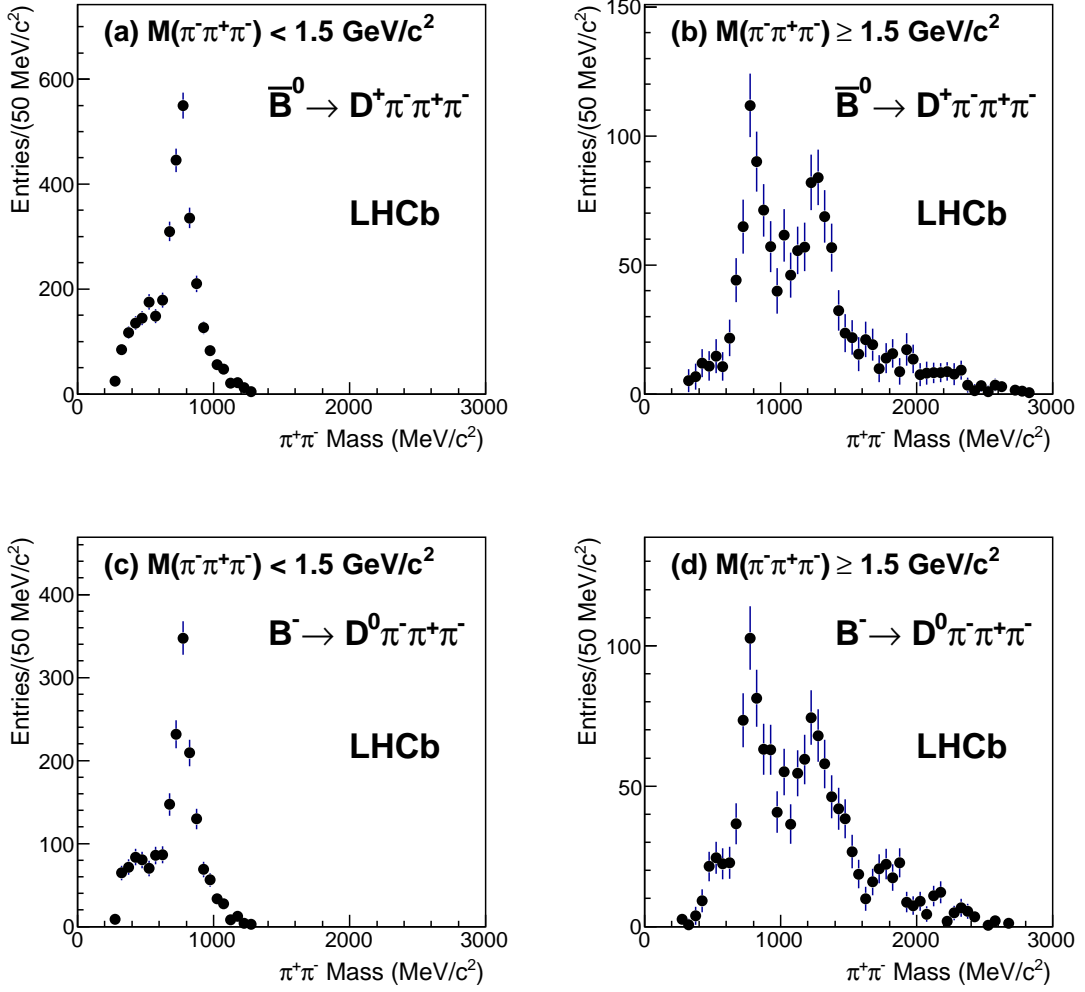 (a) M(π⁻π⁺π⁻) < 1.5 GeV/c²
B̅⁰ → D⁺π⁻π⁺π⁻
LHCb
Entries/(50 MeV/c²)
600
400
200
0
0 1000 2000 3000
π⁺π⁻ Mass (MeV/c²)
(b) M(π⁻π⁺π⁻) ≥ 1.5 GeV/c²
B̅⁰ → D⁺π⁻π⁺π⁻
LHCb
Entries/(50 MeV/c²)
150
100
50
0
0 1000 2000 3000
π⁺π⁻ Mass (MeV/c²)
(c) M(π⁻π⁺π⁻) < 1.5 GeV/c²
B⁻ → D⁰π⁻π⁺π⁻
LHCb
Entries/(50 MeV/c²)
400
300
200
100
0
0 1000 2000 3000
π⁺π⁻ Mass (MeV/c²)
(d) M(π⁻π⁺π⁻) ≥ 1.5 GeV/c²
B⁻ → D⁰π⁻π⁺π⁻
LHCb
Entries/(50 MeV/c²)
100
50
0
0 1000 2000 3000
π⁺π⁻ Mass (MeV/c²)